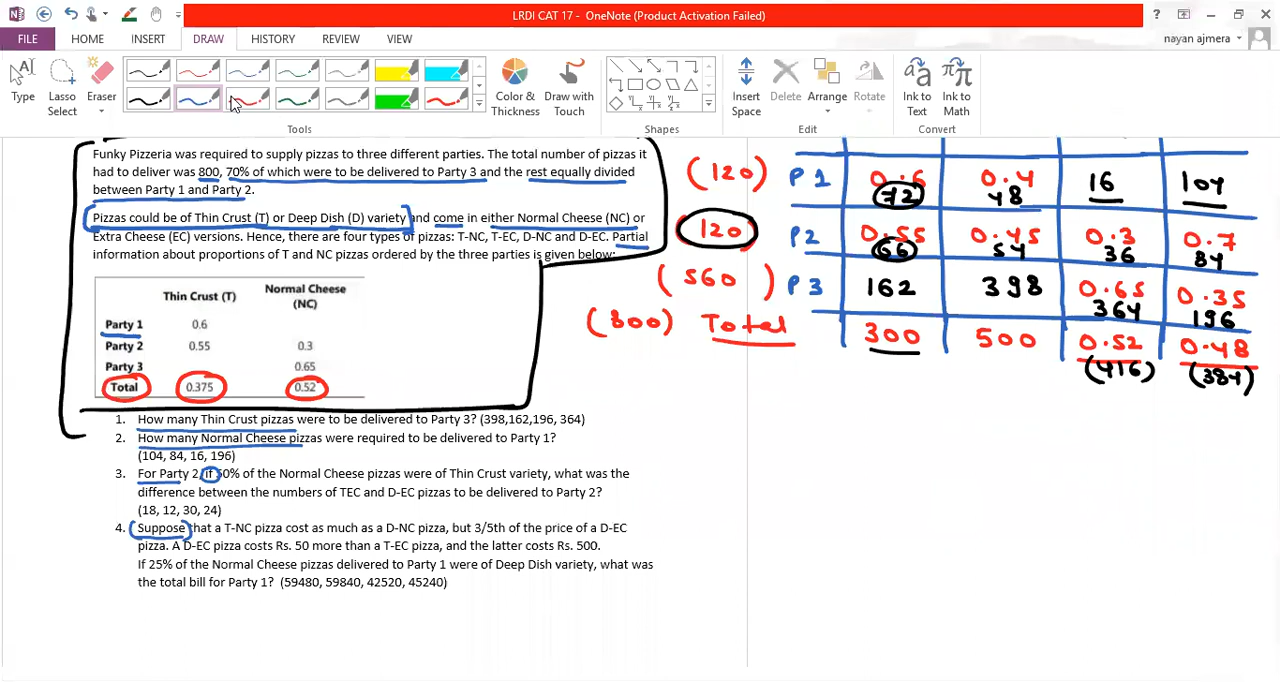 LRDI CAT 17 - OneNote (Product Activation Failed)
FILE HOME INSERT DRAW HISTORY REVIEW VIEW
nayan ajmera
Type
Lasso Select
Eraser
Color & Thickness
Draw with Touch
Insert Space
Delete
Arrange
Rotate
Ink to Text
Ink to Math
Tools
Shapes
Edit
Convert
Funky Pizzeria was required to supply pizzas to three different parties. The total number of pizzas it
had to deliver was 800, 70% of which were to be delivered to Party 3 and the rest equally divided
between Party 1 and Party 2.
Pizzas could be of Thin Crust (T) or Deep Dish (D) variety and come in either Normal Cheese (NC) or
Extra Cheese (EC) versions. Hence, there are four types of pizzas: T-NC, T-EC, D-NC and D-EC. Partial
information about proportions of T and NC pizzas ordered by the three parties is given below:
Thin Crust (T) Normal Cheese (NC)
Party 1 0.6
Party 2 0.55 0.3
Party 3 0.65
Total 0.375 0.52
1. How many Thin Crust pizzas were to be delivered to Party 3? (398,162,196, 364)
2. How many Normal Cheese pizzas were required to be delivered to Party 1?
(104, 84, 16, 196)
3. For Party 2, if 50% of the Normal Cheese pizzas were of Thin Crust variety, what was the
difference between the numbers of TEC and D-EC pizzas to be delivered to Party 2?
(18, 12, 30, 24)
4. Suppose that a T-NC pizza cost as much as a D-NC pizza, but 3/5th of the price of a D-EC
pizza. A D-EC pizza costs Rs. 50 more than a T-EC pizza, and the latter costs Rs. 500.
If 25% of the Normal Cheese pizzas delivered to Party 1 were of Deep Dish variety, what was
the total bill for Party 1? (59480, 59840, 42520, 45240)
(120) P1 0.6 0.4 16 104
72 48
(120) P2 0.55 0.45 0.3 0.7
66 54 36 84
(560) P3 162 398 0.65 0.35
364 196
(800) Total 300 500 0.52 0.48
(416) (384)